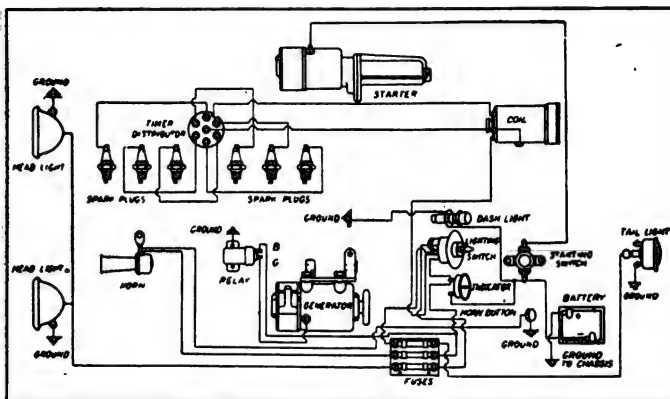 GROUND
STARTER
TIMER
DISTRIBUTOR
COIL
HEAD LIGHT
SPARK PLUGS
SPARK PLUGS
GROUND
DASH LIGHT
TAIL LIGHT
GROUND
B
LIGHTING
SWITCH
STARTING
SWITCH
HEAD LIGHT
G
RELAY
HORN
GENERATOR
INDICATOR
GROUND
BATTERY
HORN BUTTON
GROUND
GROUND
GROUND
TO CHASSIS
FUSES